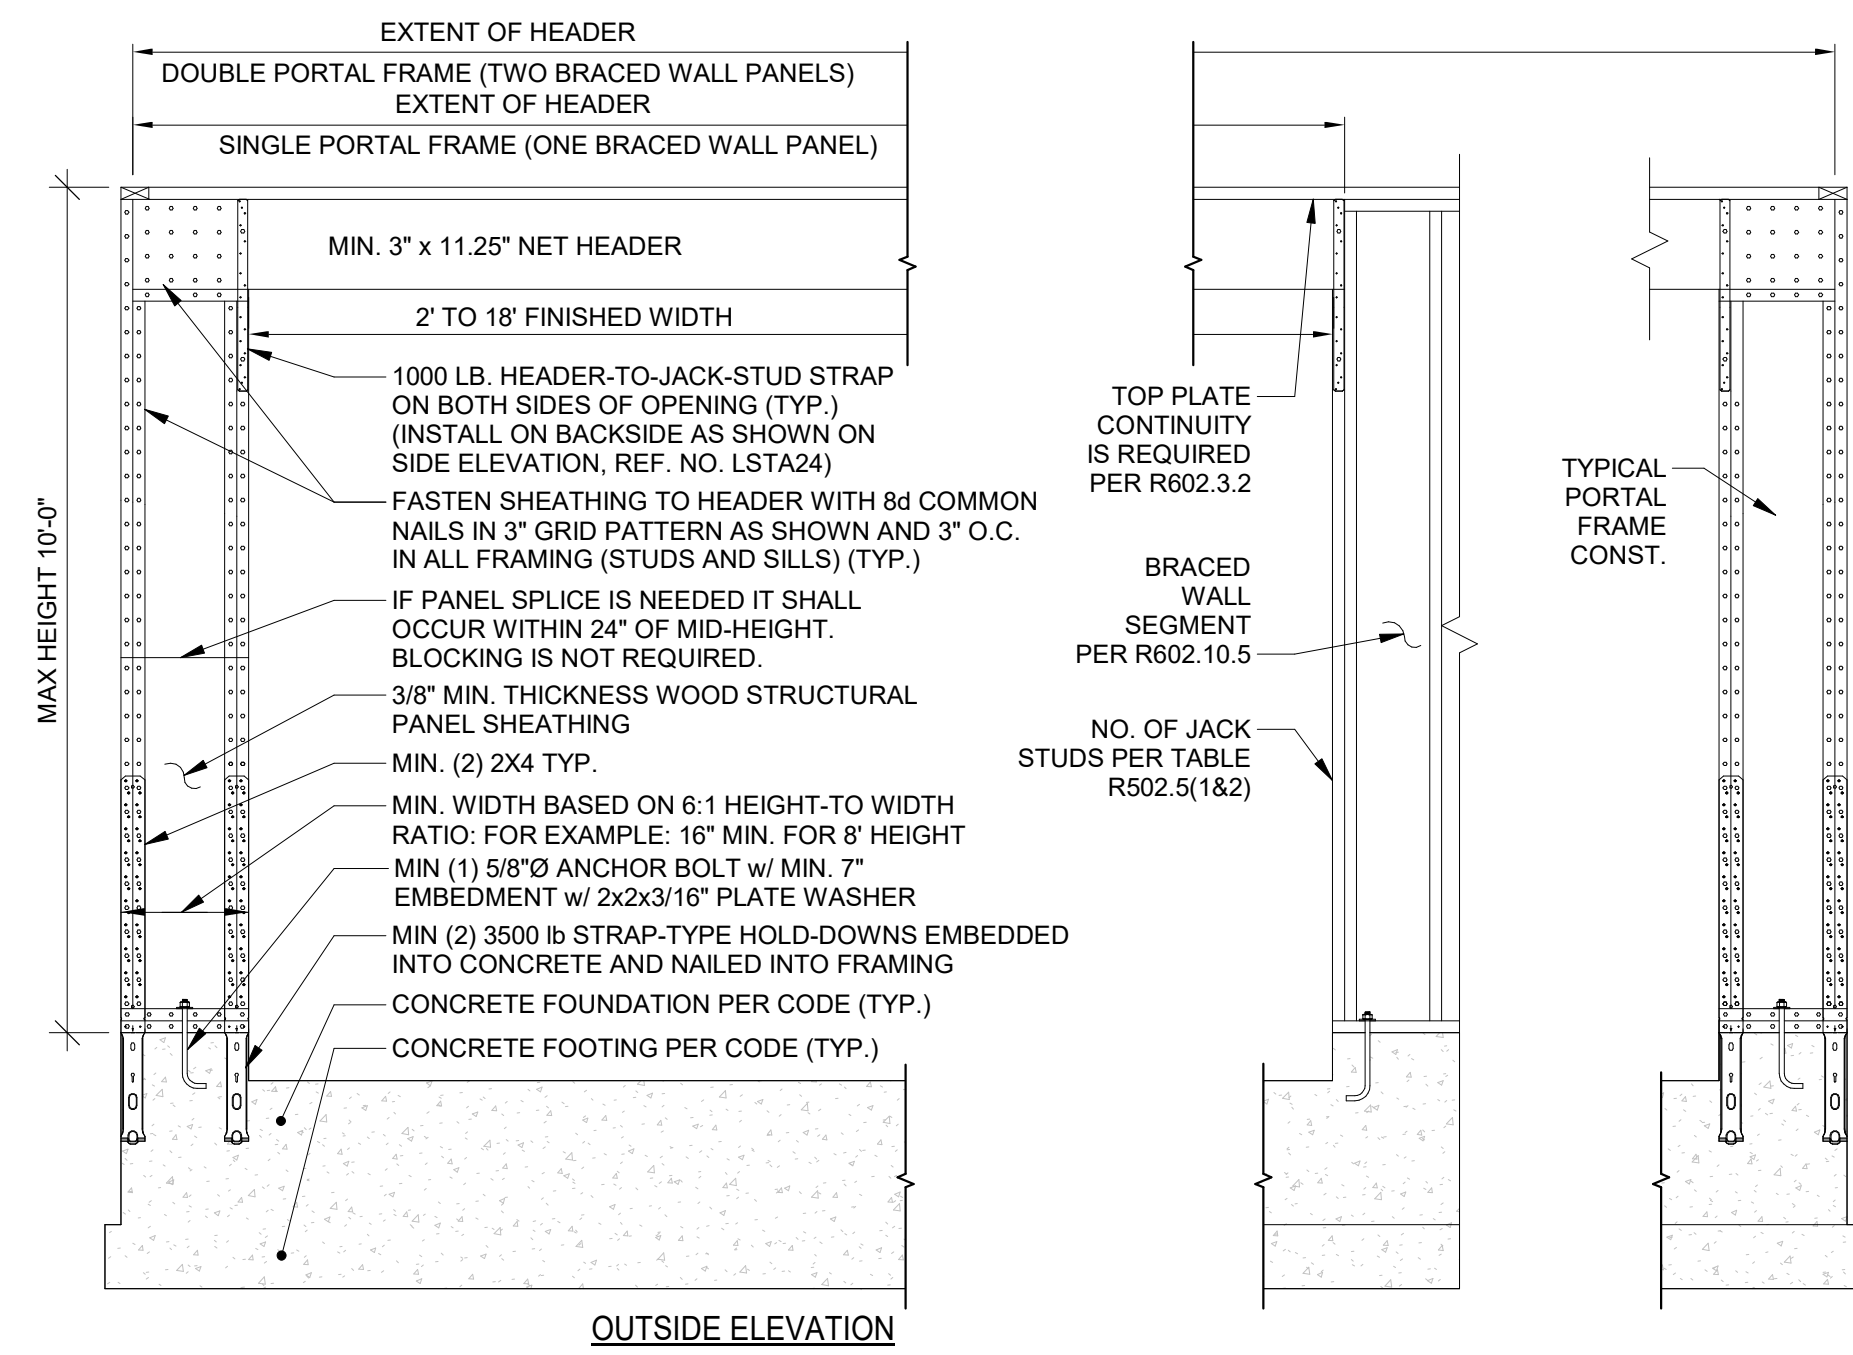 EXTENT OF HEADER
DOUBLE PORTAL FRAME (TWO BRACED WALL PANELS)
EXTENT OF HEADER
SINGLE PORTAL FRAME (ONE BRACED WALL PANEL)
MIN. 3" x 11.25" NET HEADER
2' TO 18' FINISHED WIDTH
1000 LB. HEADER-TO-JACK-STUD STRAP
ON BOTH SIDES OF OPENING (TYP.)
(INSTALL ON BACKSIDE AS SHOWN ON
SIDE ELEVATION, REF. NO. LSTA24)
FASTEN SHEATHING TO HEADER WITH 8d COMMON
NAILS IN 3" GRID PATTERN AS SHOWN AND 3" O.C.
IN ALL FRAMING (STUDS AND SILLS) (TYP.)
IF PANEL SPLICE IS NEEDED IT SHALL
OCCUR WITHIN 24" OF MID-HEIGHT.
BLOCKING IS NOT REQUIRED.
3/8" MIN. THICKNESS WOOD STRUCTURAL
PANEL SHEATHING
MIN. (2) 2X4 TYP.
MIN. WIDTH BASED ON 6:1 HEIGHT-TO WIDTH
RATIO: FOR EXAMPLE: 16" MIN. FOR 8' HEIGHT
MIN (1) 5/8"Ø ANCHOR BOLT w/ MIN. 7"
EMBEDMENT w/ 2x2x3/16" PLATE WASHER
MIN (2) 3500 lb STRAP-TYPE HOLD-DOWNS EMBEDDED
INTO CONCRETE AND NAILED INTO FRAMING
CONCRETE FOUNDATION PER CODE (TYP.)
CONCRETE FOOTING PER CODE (TYP.)
MAX HEIGHT 10'-0"
TOP PLATE
CONTINUITY
IS REQUIRED
PER R602.3.2
BRACED
WALL
SEGMENT
PER R602.10.5
NO. OF JACK
STUDS PER TABLE
R502.5(1&2)
TYPICAL
PORTAL
FRAME
CONST.
OUTSIDE ELEVATION